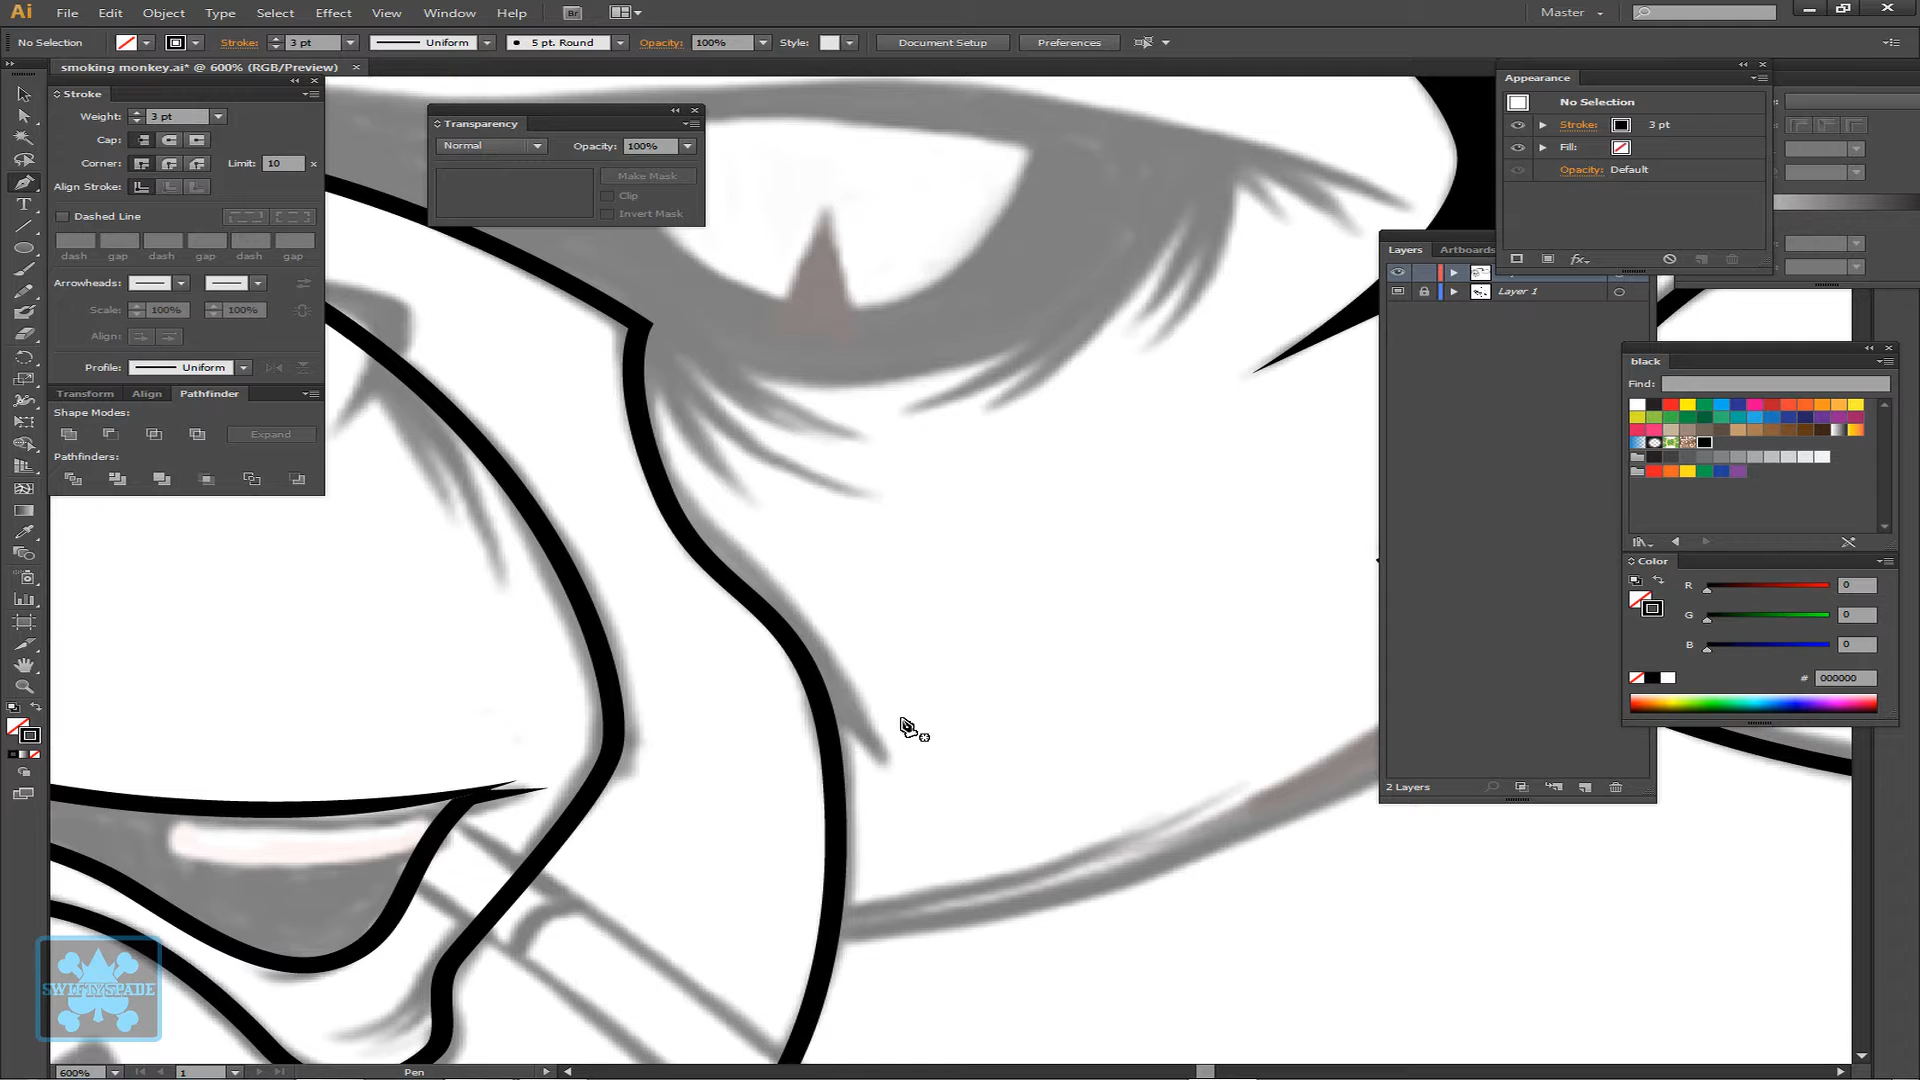 Ai File Edit Object Type Select Effect View Window Help Br Master
No Selection Stroke: 3 pt Uniform 5 pt. Round Opacity: 100% Style: Document Setup Preferences
smoking monkey.ai* @ 600% (RGB/Preview) ×
Stroke
Weight: 3 pt
Cap:
Corner: Limit: 10 x
Align Stroke:
Dashed Line
dash gap dash gap dash gap
Arrowheads:
Scale: 100% 100%
Align:
Profile: Uniform
Transform Align Pathfinder
Shape Modes:
Expand
Pathfinders:
Transparency
Normal Opacity: 100%
Make Mask
Clip
Invert Mask
Appearance
No Selection
Stroke: 3 pt
Fill:
Opacity: Default
fx
Layers Artboards
Layer 1
2 Layers
black
Find:
Color
R 0
G 0
B 0
# 000000
SWIFTYSPADE
600% 1 Pen